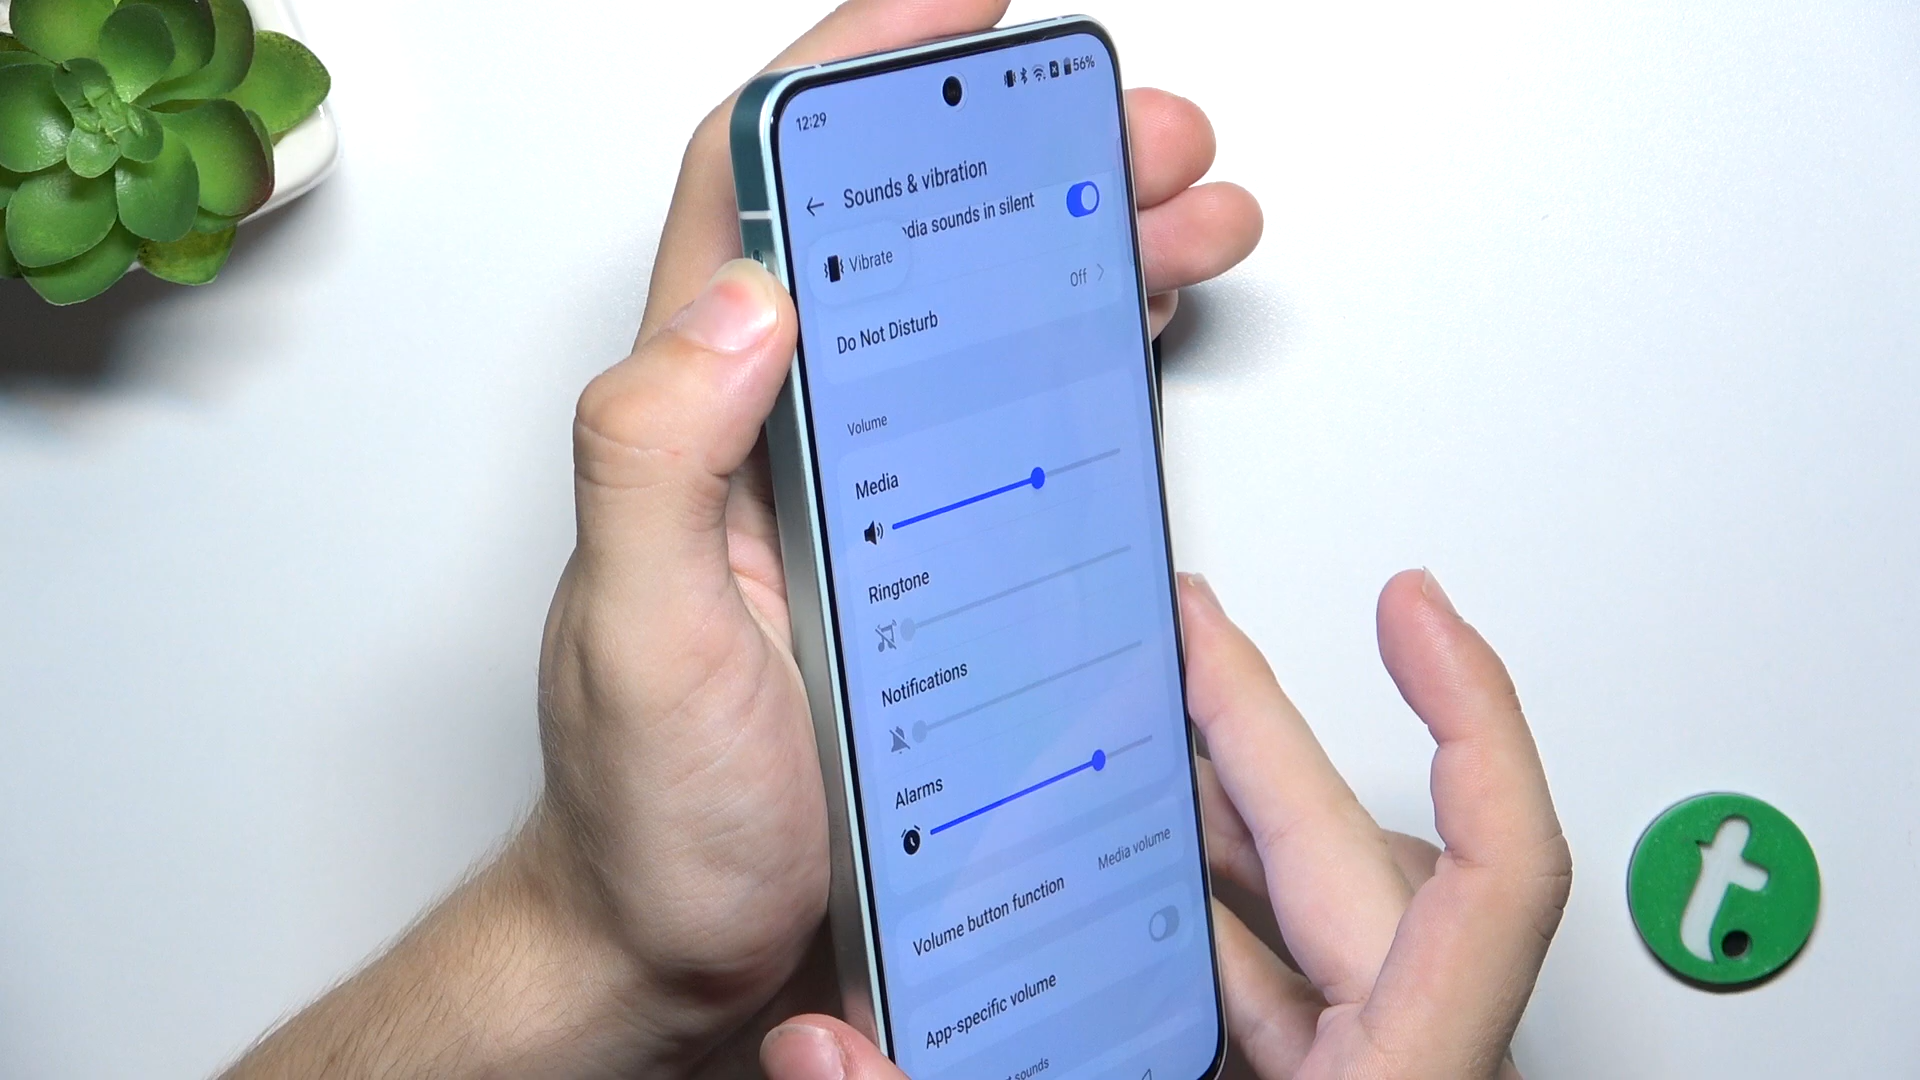 12:29
56%
Sounds & vibration
dia sounds in silent
Vibrate
Off
Do Not Disturb
Volume
Media
Ringtone
Notifications
Alarms
Media volume
Volume button function
App-specific volume
t sounds
t